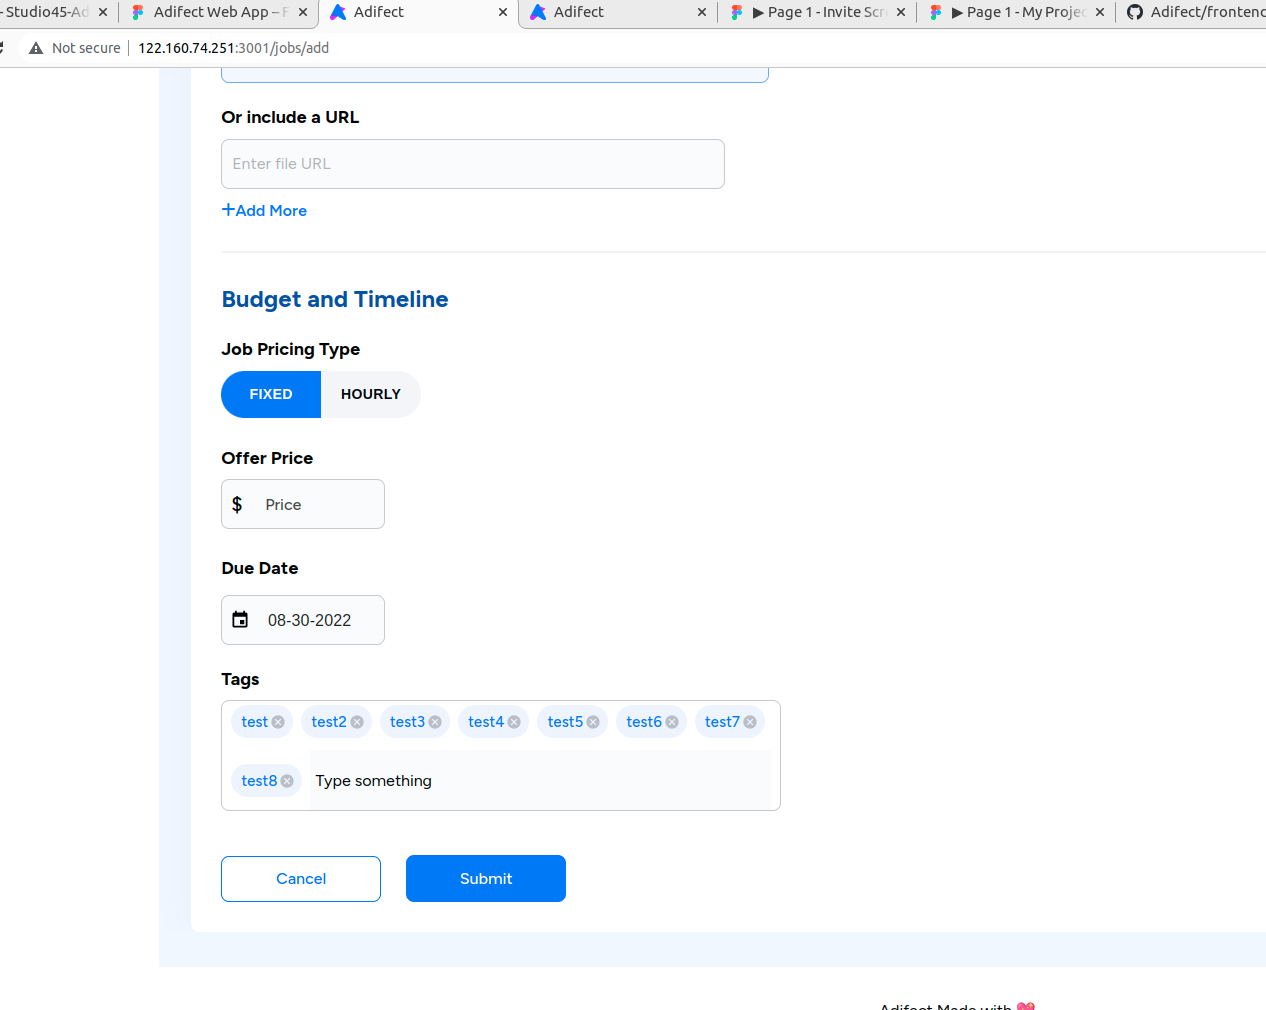 - Studio45-Ad
Adifect Web App – F
Adifect
Adifect
▶ Page 1 - Invite Scr
▶ Page 1 - My Projec
Adifect/frontend
Not secure
122.160.74.251:3001/jobs/add
Or include a URL
Enter file URL
+Add More
Budget and Timeline
Job Pricing Type
FIXED
HOURLY
Offer Price
$ Price
Due Date
08-30-2022
Tags
test test2 test3 test4 test5 test6 test7
test8 Type something
Cancel
Submit
Adifect Made with 💖